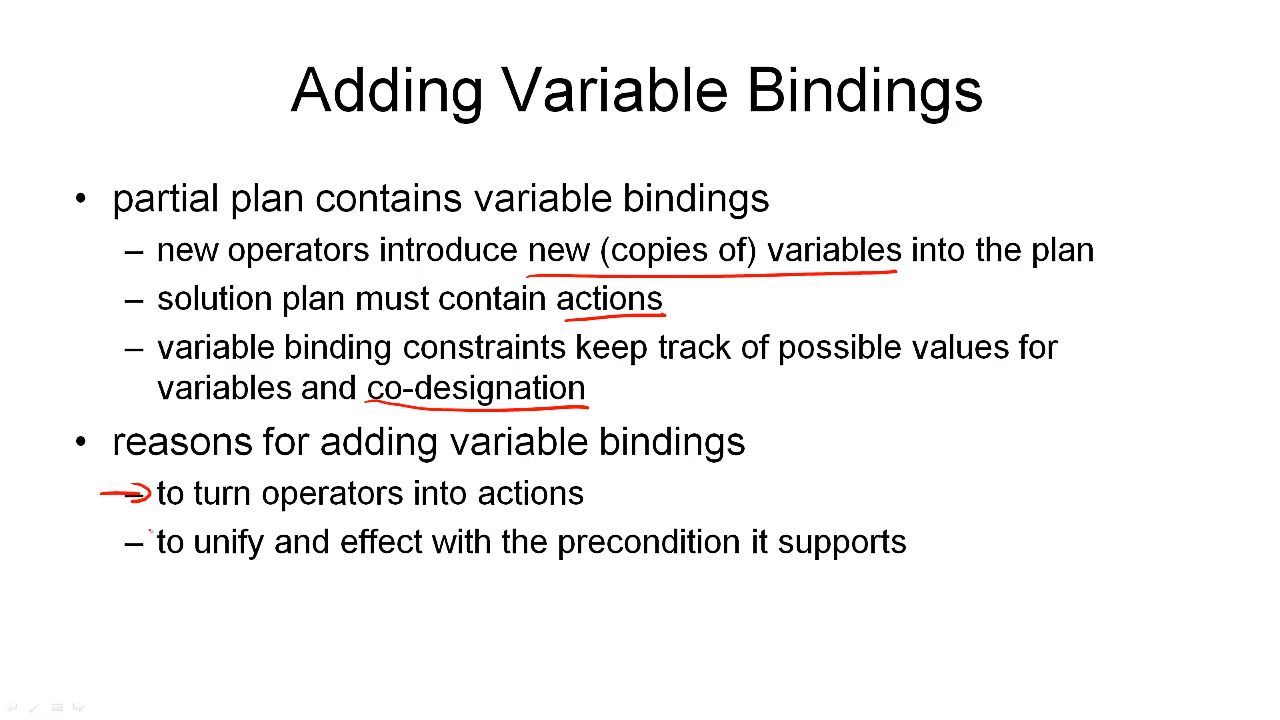 Adding Variable Bindings
• partial plan contains variable bindings
– new operators introduce new (copies of) variables into the plan
– solution plan must contain actions
– variable binding constraints keep track of possible values for
variables and co-designation
• reasons for adding variable bindings
– to turn operators into actions
– to unify and effect with the precondition it supports